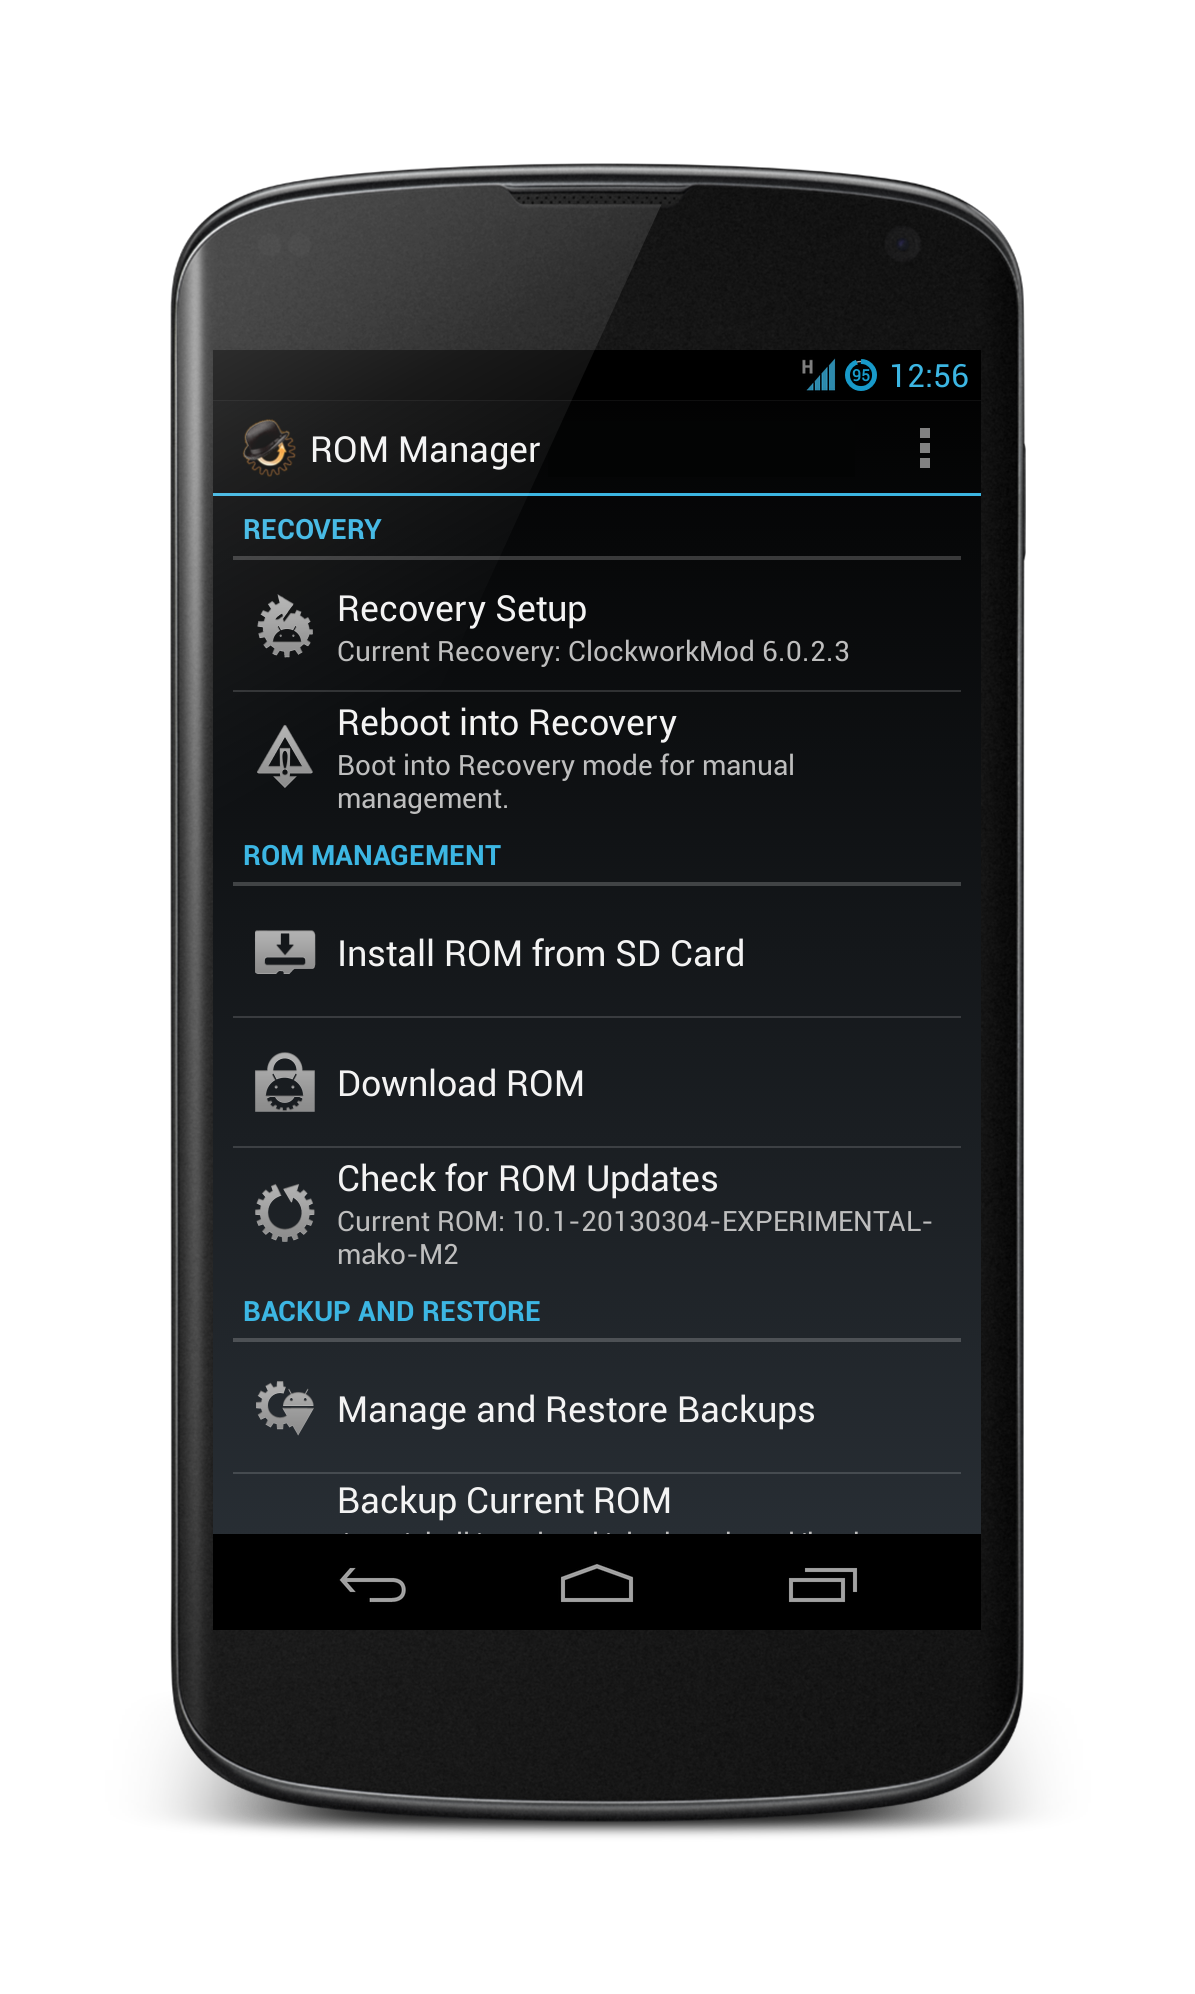 H 95 12:56
ROM Manager
RECOVERY
Recovery Setup
Current Recovery: ClockworkMod 6.0.2.3
Reboot into Recovery
Boot into Recovery mode for manual
management.
ROM MANAGEMENT
Install ROM from SD Card
Download ROM
Check for ROM Updates
Current ROM: 10.1-20130304-EXPERIMENTAL-
mako-M2
BACKUP AND RESTORE
Manage and Restore Backups
Backup Current ROM